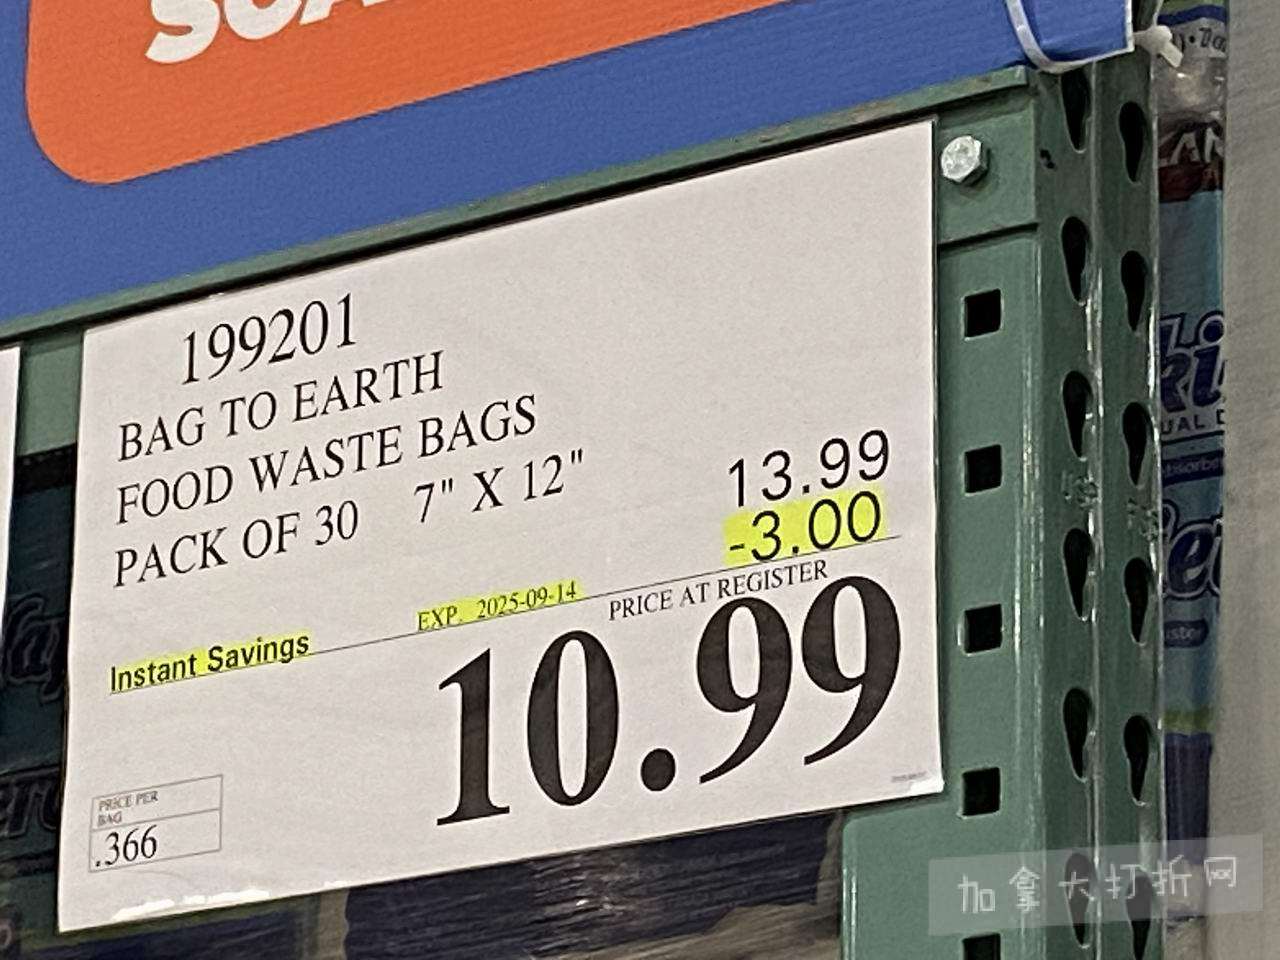 199201
BAG TO EARTH
FOOD WASTE BAGS
PACK OF 30 7" X 12"
13.99
-3.00
EXP. 2025-09-14 PRICE AT REGISTER
Instant Savings
10.99
PRICE PER
BAG
.366
UAL
加拿大打折网